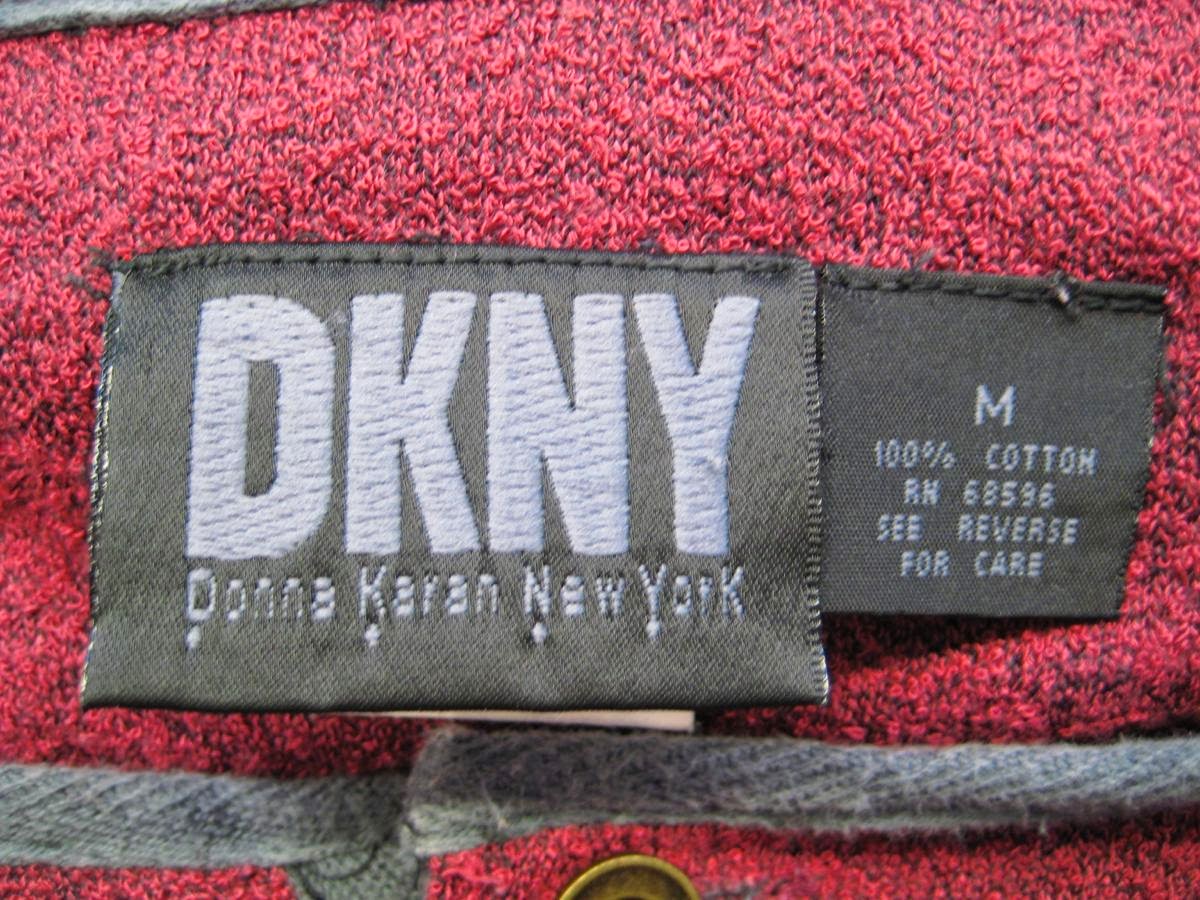 DKNY
Donna Karan New York
M
100% COTTON
RN 68596
SEE REVERSE
FOR CARE